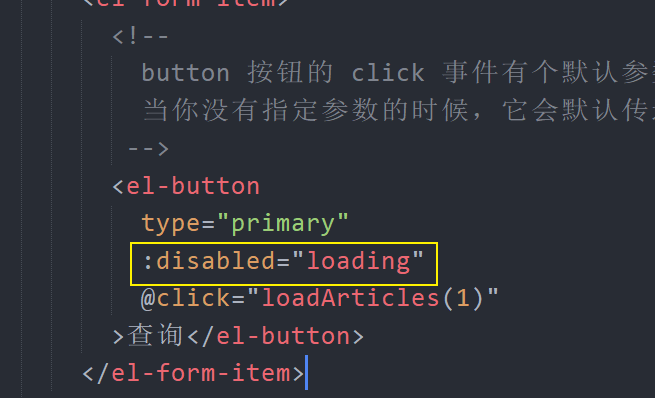 <el-form-item>
<!--
button 按钮的 click 事件有个默认参
当你没有指定参数的时候，它会默认传
-->
<el-button
type="primary"
:disabled="loading"
@click="loadArticles(1)"
>查询</el-button>
</el-form-item>